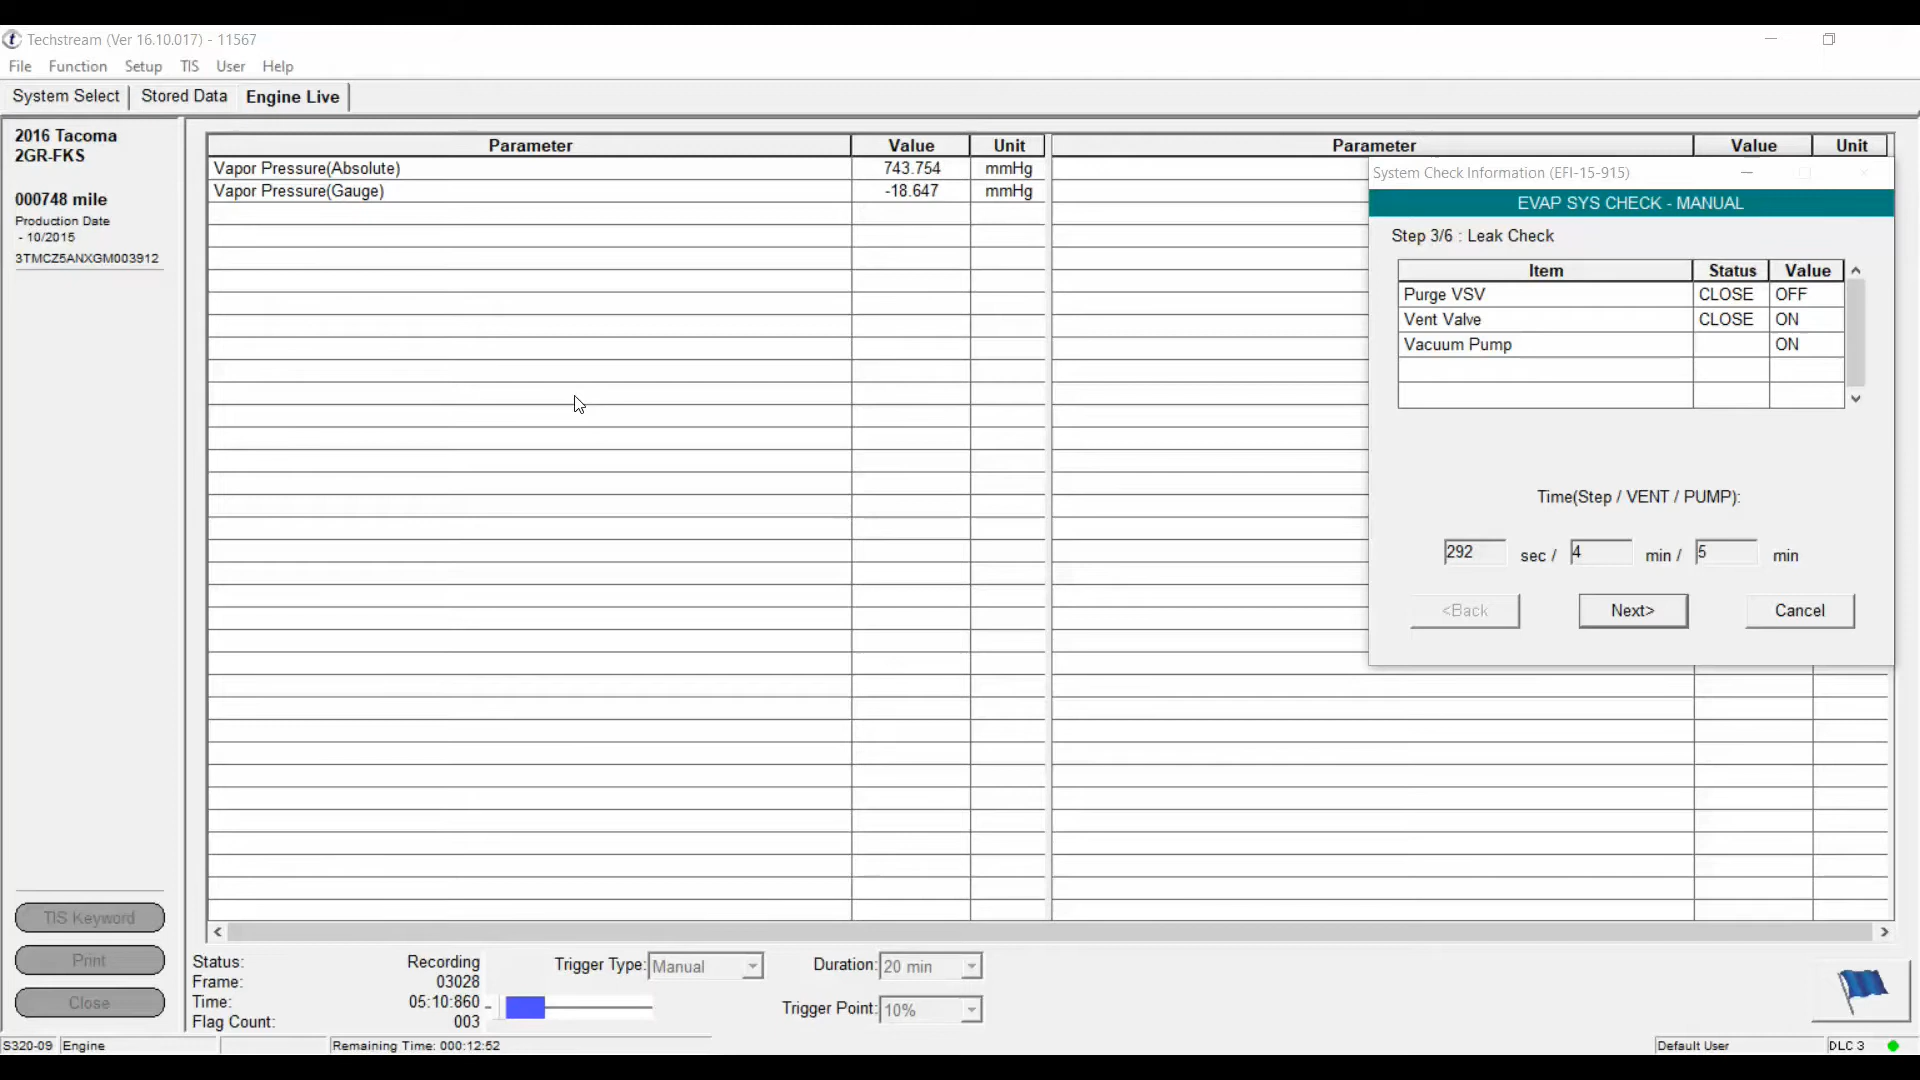 Techstream (Ver 16.10.017) - 11567
File Function Setup TIS User Help
System Select Stored Data Engine Live
2016 Tacoma
2GR-FKS
000748 mile
Production Date
- 10/2015
3TMCZ5ANXGM003912
Parameter Value Unit Parameter Value Unit
Vapor Pressure(Absolute) 743.754 mmHg
Vapor Pressure(Gauge) -18.647 mmHg
System Check Information (EFI-15-915)
EVAP SYS CHECK - MANUAL
Step 3/6 : Leak Check
Item Status Value
Purge VSV CLOSE OFF
Vent Valve CLOSE ON
Vacuum Pump ON
Time(Step / VENT / PUMP):
292 sec / 4 min / 5 min
<Back Next> Cancel
TIS Keyword
Print
Close
Status: Recording
Frame: 03028
Time: 05:10:860
Flag Count: 003
Trigger Type: Manual
Duration: 20 min
Trigger Point: 10%
S320-09 Engine Remaining Time: 000:12:52 Default User DLC 3